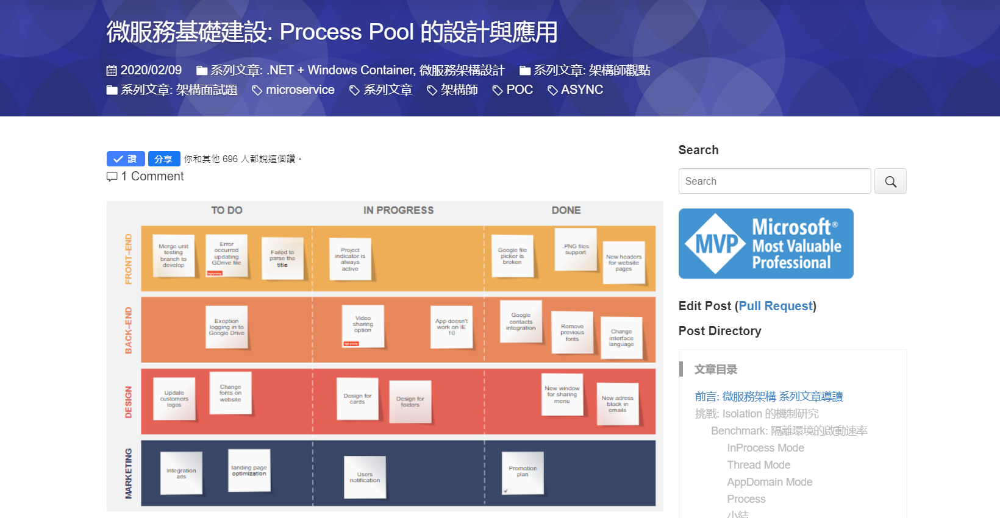 微服務基礎建設: Process Pool 的設計與應用
2020/02/09 系列文章: .NET + Windows Container, 微服務架構設計 系列文章: 架構師觀點
系列文章: 架構面試題 microservice 系列文章 架構師 POC ASYNC
讚 分享 你和其他 696 人都說這個讚。
1 Comment
TO DO IN PROGRESS DONE
FRONT-END
Merge unit
testing
branch to
develop
Error
occurred
updating
GDrive file
high priority
Failed to
parse the
title
Project
indicator is
always
active
Google file
picker is
broken
.PNG files
support
New headers
for website
pages
BACK-END
Exeption
logging in to
Google Drive
Video
sharing
option
high priority
App doesn't
work on IE
10
Google
contacts
integration
Remove
previous
fonts
Change
interface
language
DESIGN
Update
customers
logos
Change
fonts on
website
Design for
cards
Design for
folders
New window
for sharing
menu
New adress
block in
emails
MARKETING
Integration
ads
landing page
optimization
Users
notification
Promotion
plan
Search
Search
MVP
Microsoft®
Most Valuable
Professional
Edit Post (Pull Request)
Post Directory
文章目录
前言: 微服務架構 系列文章導讀
挑戰: Isolation 的機制研究
Benchmark: 隔離環境的啟動速率
InProcess Mode
Thread Mode
AppDomain Mode
Process
小結